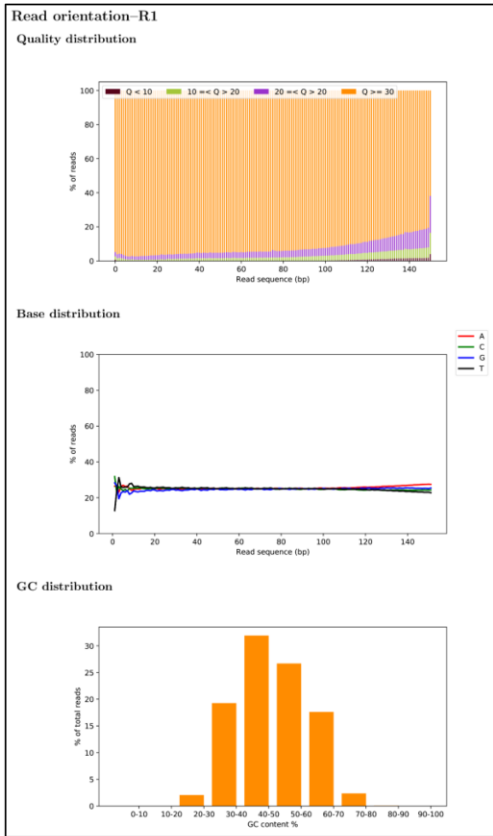 Read orientation–R1
Quality distribution
Q < 10 10 =< Q > 20 20 =< Q > 20 Q >= 30
100
80
60
40
20
0
% of reads
0 20 40 60 80 100 120 140
Read sequence (bp)
Base distribution
A
C
G
T
100
80
60
40
20
0
% of reads
0 20 40 60 80 100 120 140
Read sequence (bp)
GC distribution
30
25
20
15
10
5
0
% of total reads
0-10 10-20 20-30 30-40 40-50 50-60 60-70 70-80 80-90 90-100
GC content %